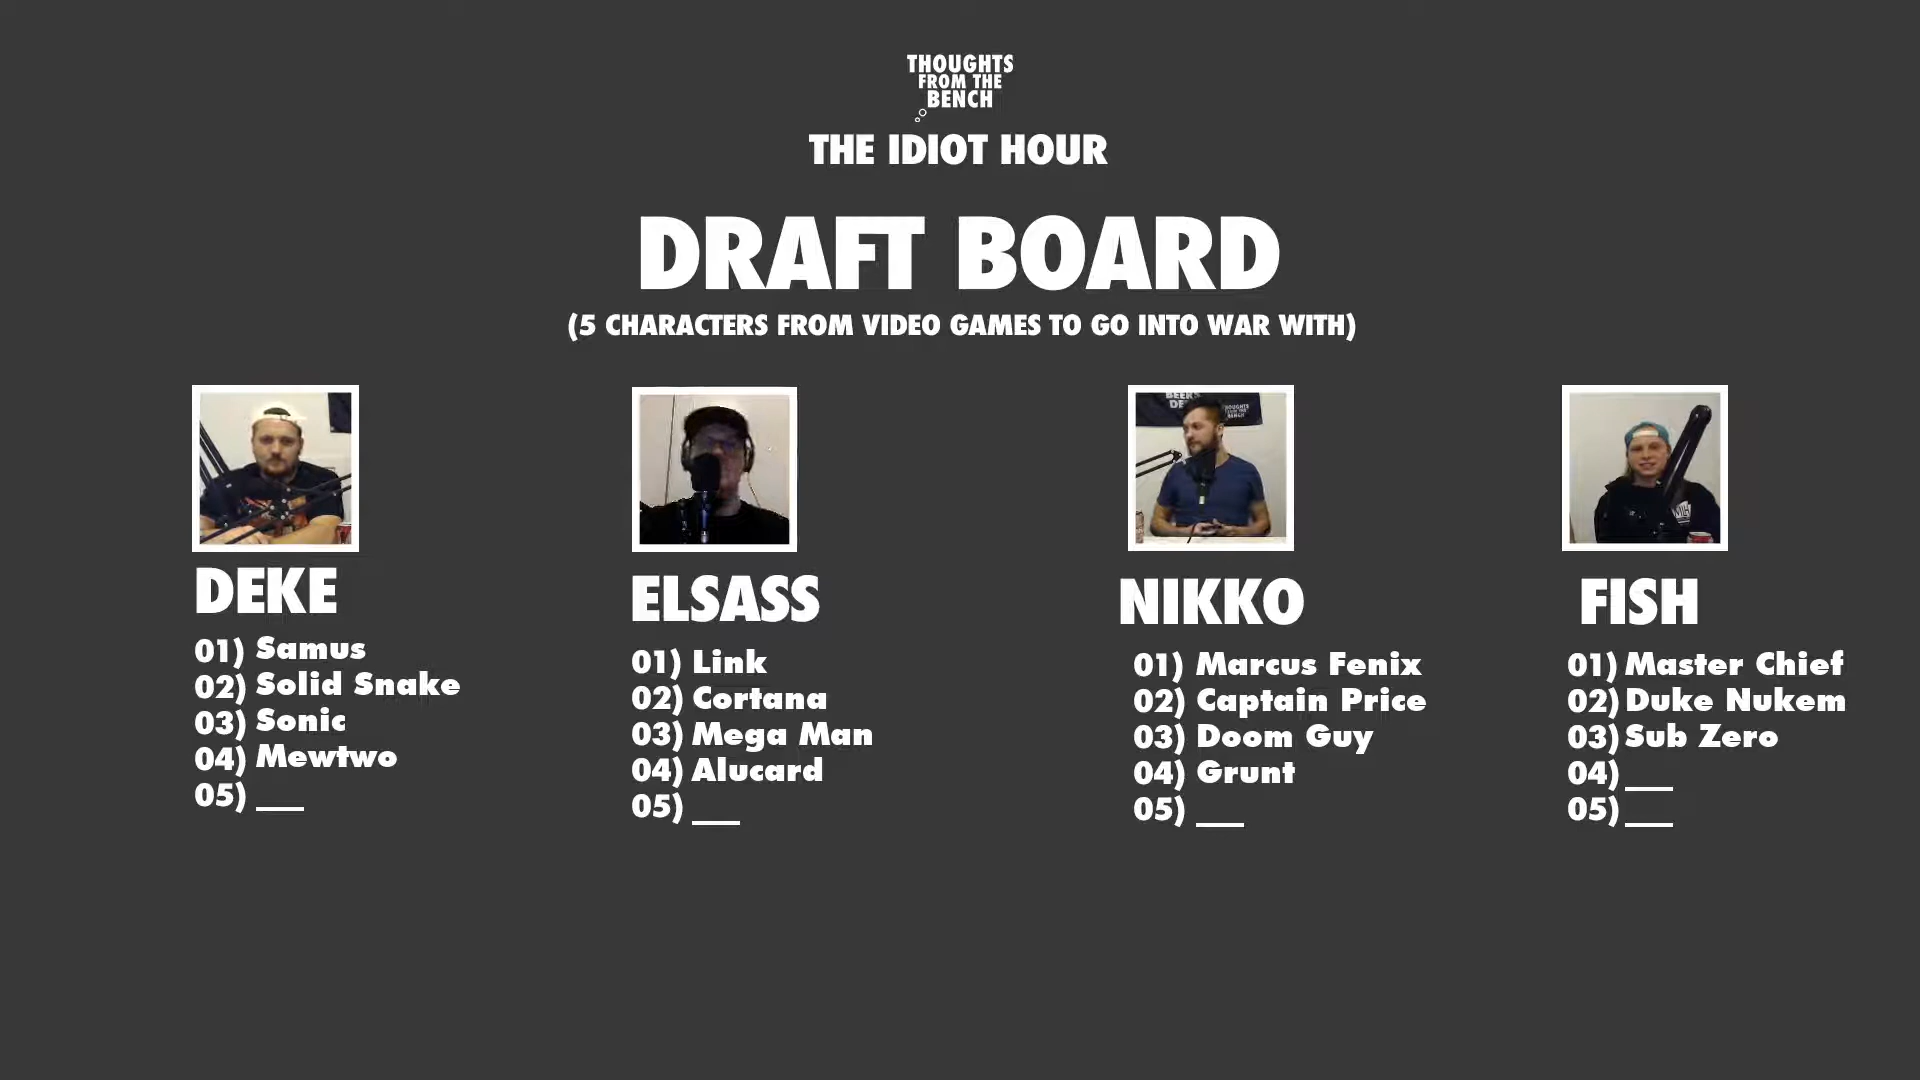 THOUGHTS
FROM THE
BENCH
THE IDIOT HOUR
DRAFT BOARD
(5 CHARACTERS FROM VIDEO GAMES TO GO INTO WAR WITH)
DEKE
01) Samus
02) Solid Snake
03) Sonic
04) Mewtwo
05) ___
ELSASS
01) Link
02) Cortana
03) Mega Man
04) Alucard
05) ___
NIKKO
01) Marcus Fenix
02) Captain Price
03) Doom Guy
04) Grunt
05) ___
FISH
01) Master Chief
02) Duke Nukem
03) Sub Zero
04) ___
05) ___